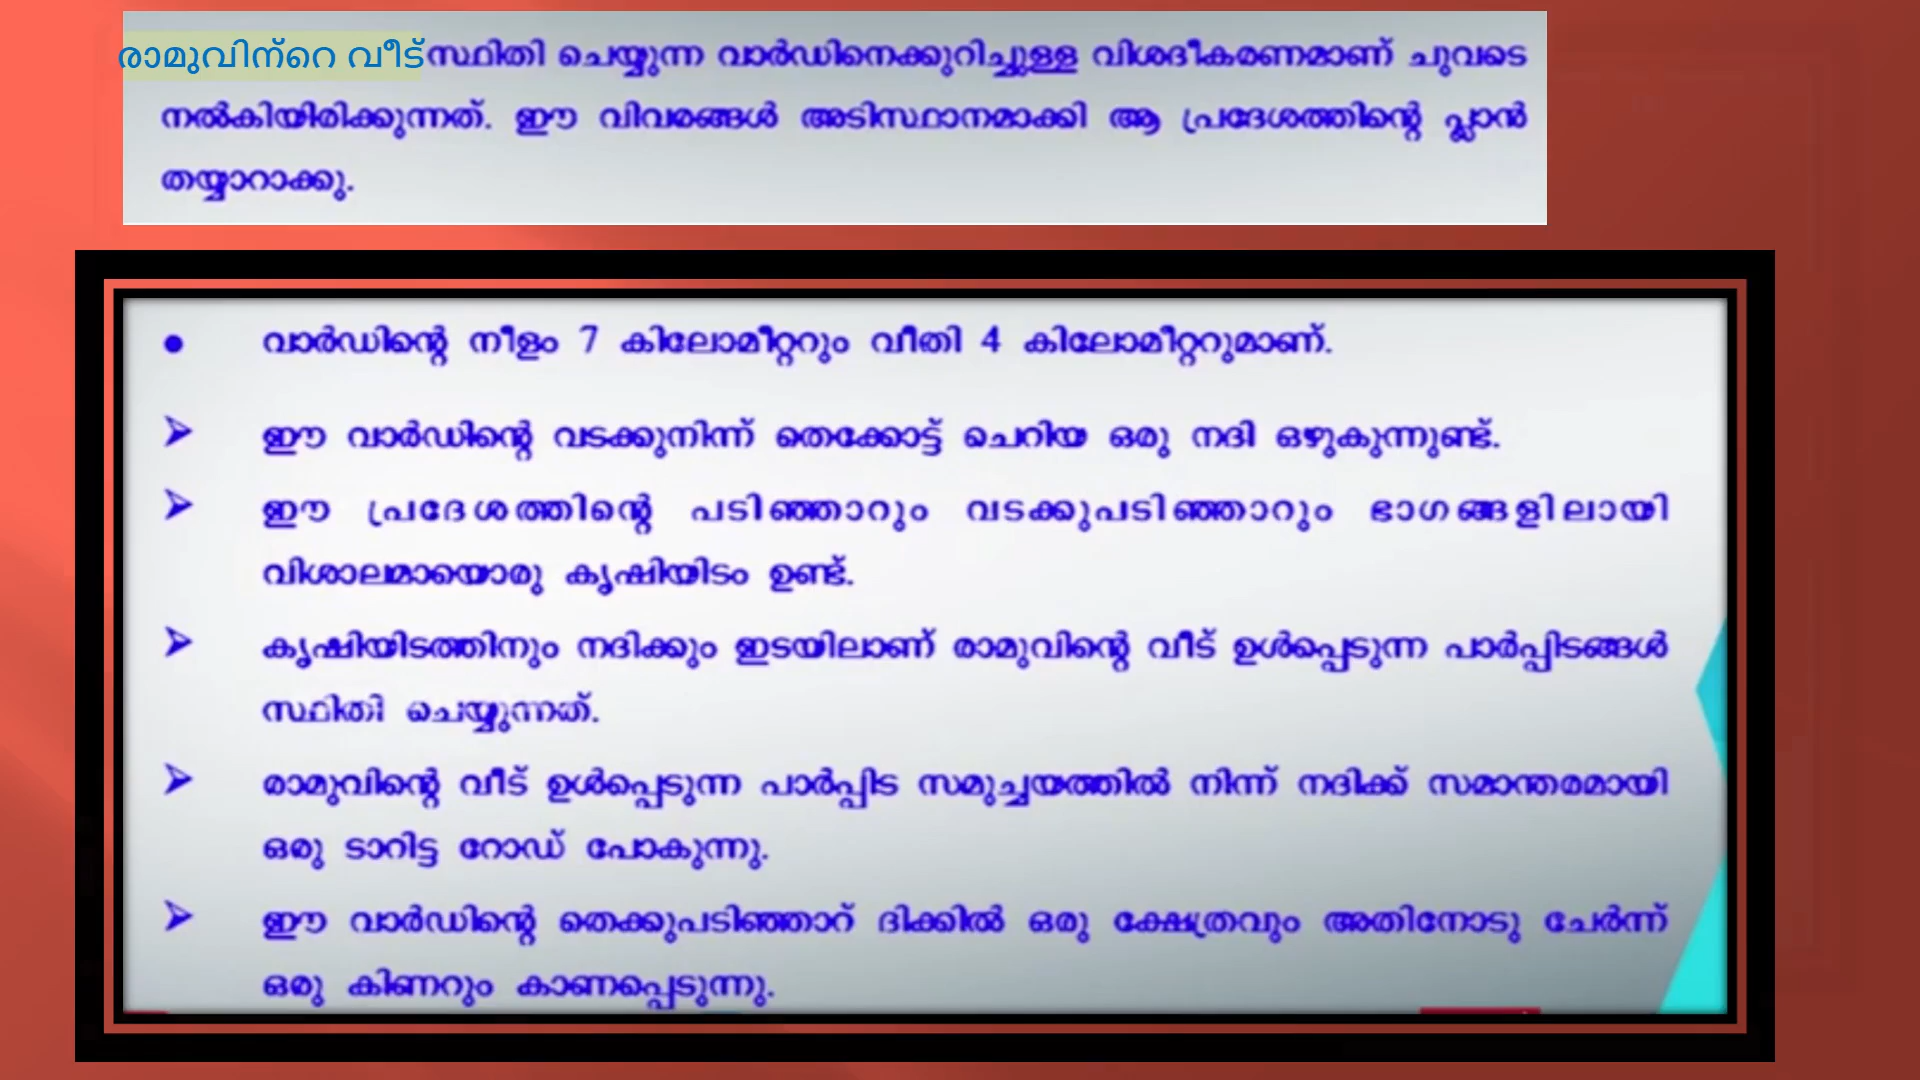 രാമുവിന്റെ വീട് സ്ഥിതി ചെയ്യുന്ന വാർഡിനെക്കുറിച്ചുള്ള വിശദീകരണമാണ് ചുവടെ
നൽകിയിരിക്കുന്നത്. ഈ വിവരങ്ങൾ അടിസ്ഥാനമാക്കി ആ പ്രദേശത്തിന്റെ പ്ലാൻ
തയ്യാറാക്കു.
● വാർഡിന്റെ നീളം 7 കിലോമീറ്ററും വീതി 4 കിലോമീറ്ററുമാണ്.
➢ ഈ വാർഡിന്റെ വടക്കുനിന്ന് തെക്കോട്ട് ചെറിയ ഒരു നദി ഒഴുകുന്നുണ്ട്.
➢ ഈ പ്രദേശത്തിന്റെ പടിഞ്ഞാറും വടക്കുപടിഞ്ഞാറും ഭാഗങ്ങളിലായി
വിശാലമായൊരു കൃഷിയിടം ഉണ്ട്.
➢ കൃഷിയിടത്തിനും നദിക്കും ഇടയിലാണ് രാമുവിന്റെ വീട് ഉൾപ്പെടുന്ന പാർപ്പിടങ്ങൾ
സ്ഥിതി ചെയ്യുന്നത്.
➢ രാമുവിന്റെ വീട് ഉൾപ്പെടുന്ന പാർപ്പിട സമുച്ചയത്തിൽ നിന്ന് നദിക്ക് സമാന്തരമായി
ഒരു ടാറിട്ട റോഡ് പോകുന്നു.
➢ ഈ വാർഡിന്റെ തെക്കുപടിഞ്ഞാറ് ദിക്കിൽ ഒരു ക്ഷേത്രവും അതിനോടു ചേർന്ന്
ഒരു കിണറും കാണപ്പെടുന്നു.